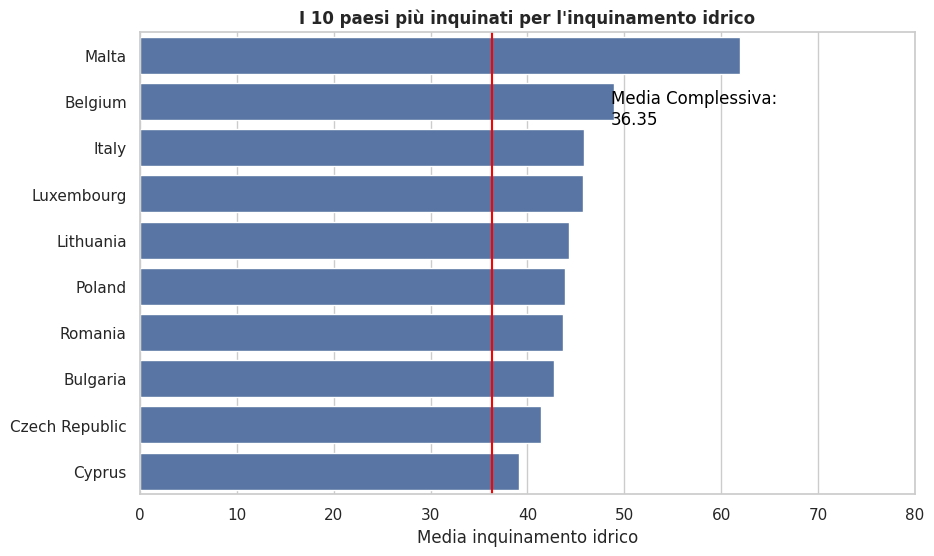 I 10 paesi più inquinati per l'inquinamento idrico
Malta
Belgium
Media Complessiva:
36.35
Italy
Luxembourg
Lithuania
Poland
Romania
Bulgaria
Czech Republic
Cyprus
0 10 20 30 40 50 60 70 80
Media inquinamento idrico